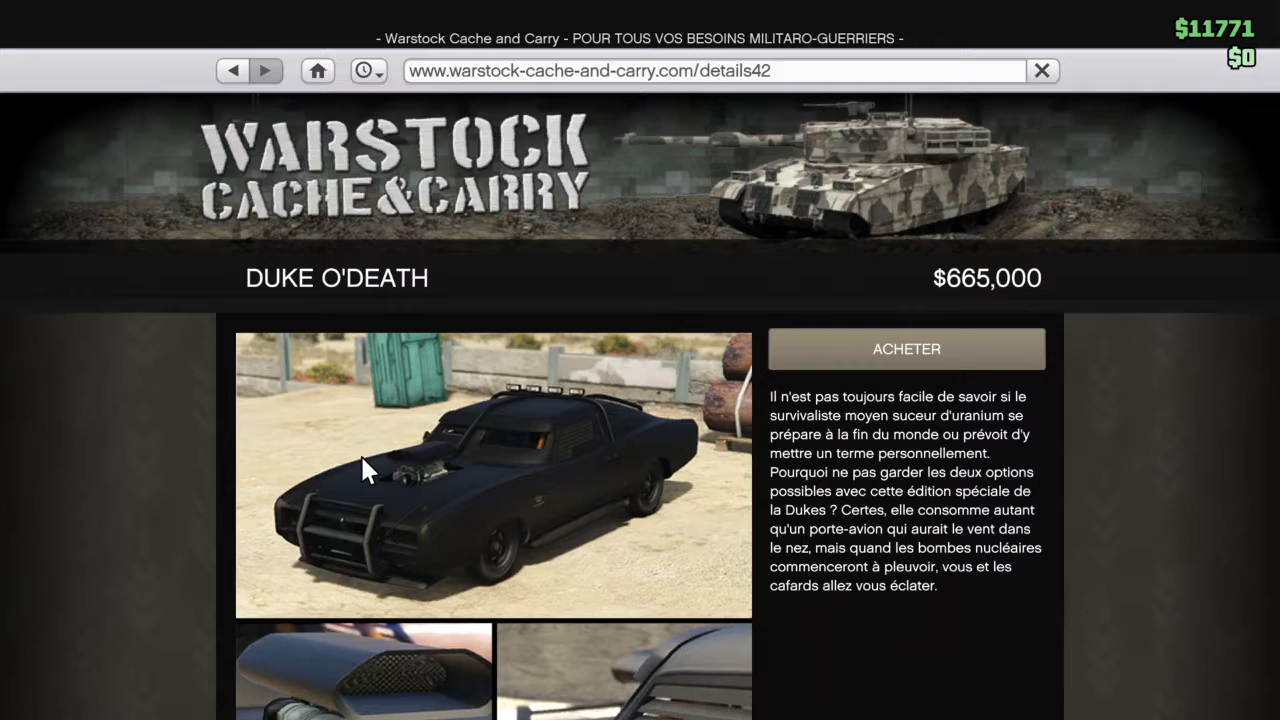 $11771
- Warstock Cache and Carry - POUR TOUS VOS BESOINS MILITARO-GUERRIERS -
$0
www.warstock-cache-and-carry.com/details42
WARSTOCK
CACHE&CARRY
DUKE O'DEATH
$665,000
ACHETER
Il n'est pas toujours facile de savoir si le
survivaliste moyen suceur d'uranium se
prépare à la fin du monde ou prévoit d'y
mettre un terme personnellement.
Pourquoi ne pas garder les deux options
possibles avec cette édition spéciale de
la Dukes ? Certes, elle consomme autant
qu'un porte-avion qui aurait le vent dans
le nez, mais quand les bombes nucléaires
commenceront à pleuvoir, vous et les
cafards allez vous éclater.